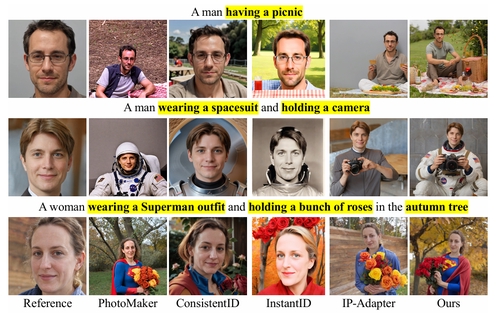 A man having a picnic
A man wearing a spacesuit and holding a camera
A woman wearing a Superman outfit and holding a bunch of roses in the autumn tree
Reference PhotoMaker ConsistentID InstantID IP-Adapter Ours